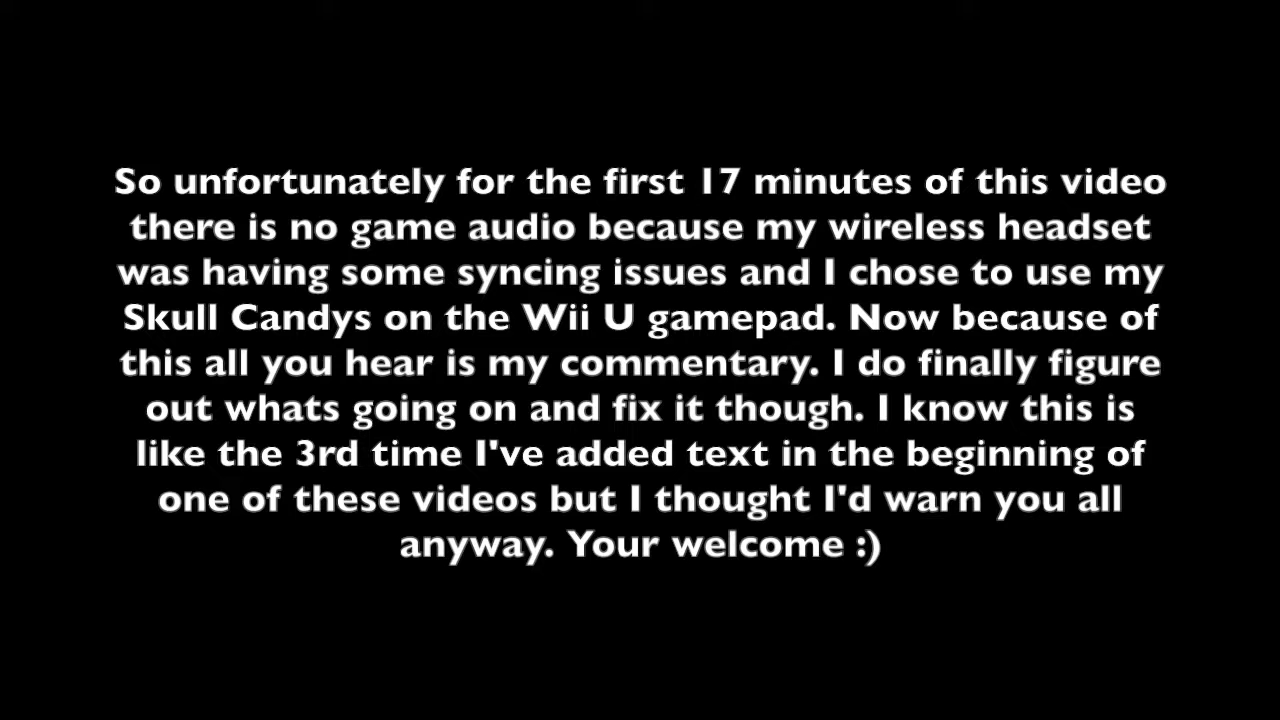 So unfortunately for the first 17 minutes of this video
there is no game audio because my wireless headset
was having some syncing issues and I chose to use my
Skull Candys on the Wii U gamepad. Now because of
this all you hear is my commentary. I do finally figure
out whats going on and fix it though. I know this is
like the 3rd time I've added text in the beginning of
one of these videos but I thought I'd warn you all
anyway. Your welcome :)